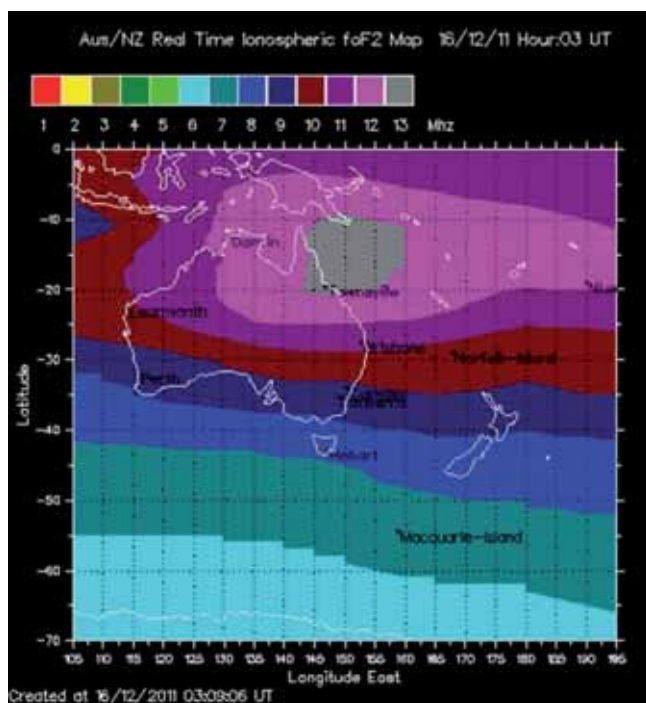 Aus/NZ Real Time Ionospheric foF2 Map 16/12/11 Hour:03 UT
1 2 3 4 5 6 7 8 9 10 11 12 13 Mhz
0
-10
Darwin
-20
Townsville
Learmonth
Brisbane
-30
Norfolk-Island
Perth
Canberra
-40
Hobart
-50
Macquarie-Island
-60
-70
Latitude
105 110 115 120 125 130 135 140 145 150 155 160 165 170 175 180 185 190 195
Longitude East
Created at 16/12/2011 03:09:06 UT